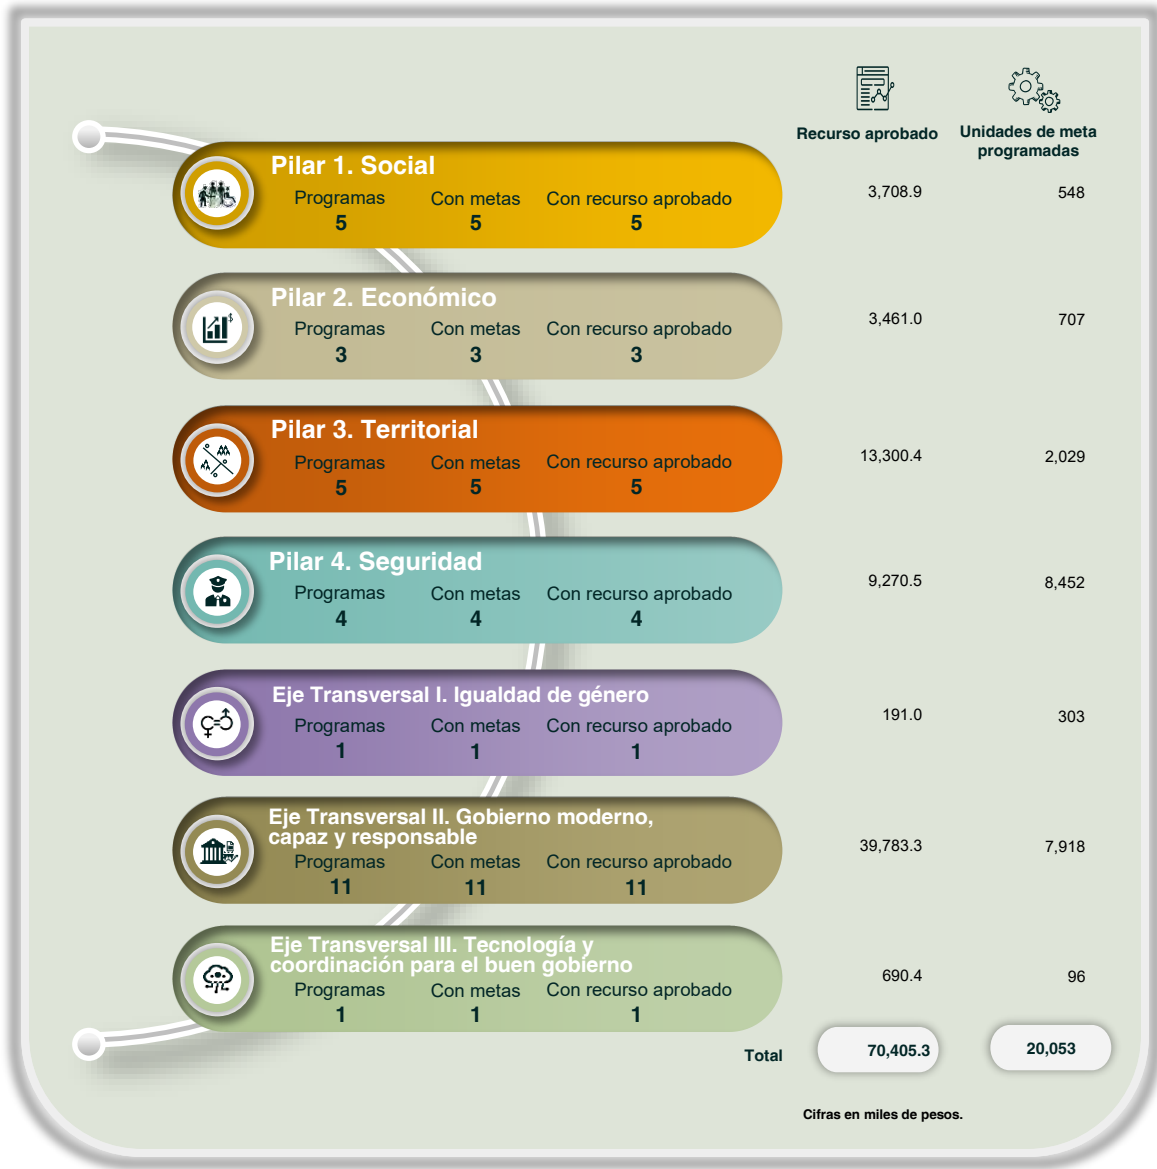 Recurso aprobado
Unidades de meta
programadas
Pilar 1. Social
Programas Con metas Con recurso aprobado
5 5 5
3,708.9 548
Pilar 2. Económico
Programas Con metas Con recurso aprobado
3 3 3
3,461.0 707
Pilar 3. Territorial
Programas Con metas Con recurso aprobado
5 5 5
13,300.4 2,029
Pilar 4. Seguridad
Programas Con metas Con recurso aprobado
4 4 4
9,270.5 8,452
Eje Transversal I. Igualdad de género
Programas Con metas Con recurso aprobado
1 1 1
191.0 303
Eje Transversal II. Gobierno moderno,
capaz y responsable
Programas Con metas Con recurso aprobado
11 11 11
39,783.3 7,918
Eje Transversal III. Tecnología y
coordinación para el buen gobierno
Programas Con metas Con recurso aprobado
1 1 1
690.4 96
Total 70,405.3 20,053
Cifras en miles de pesos.